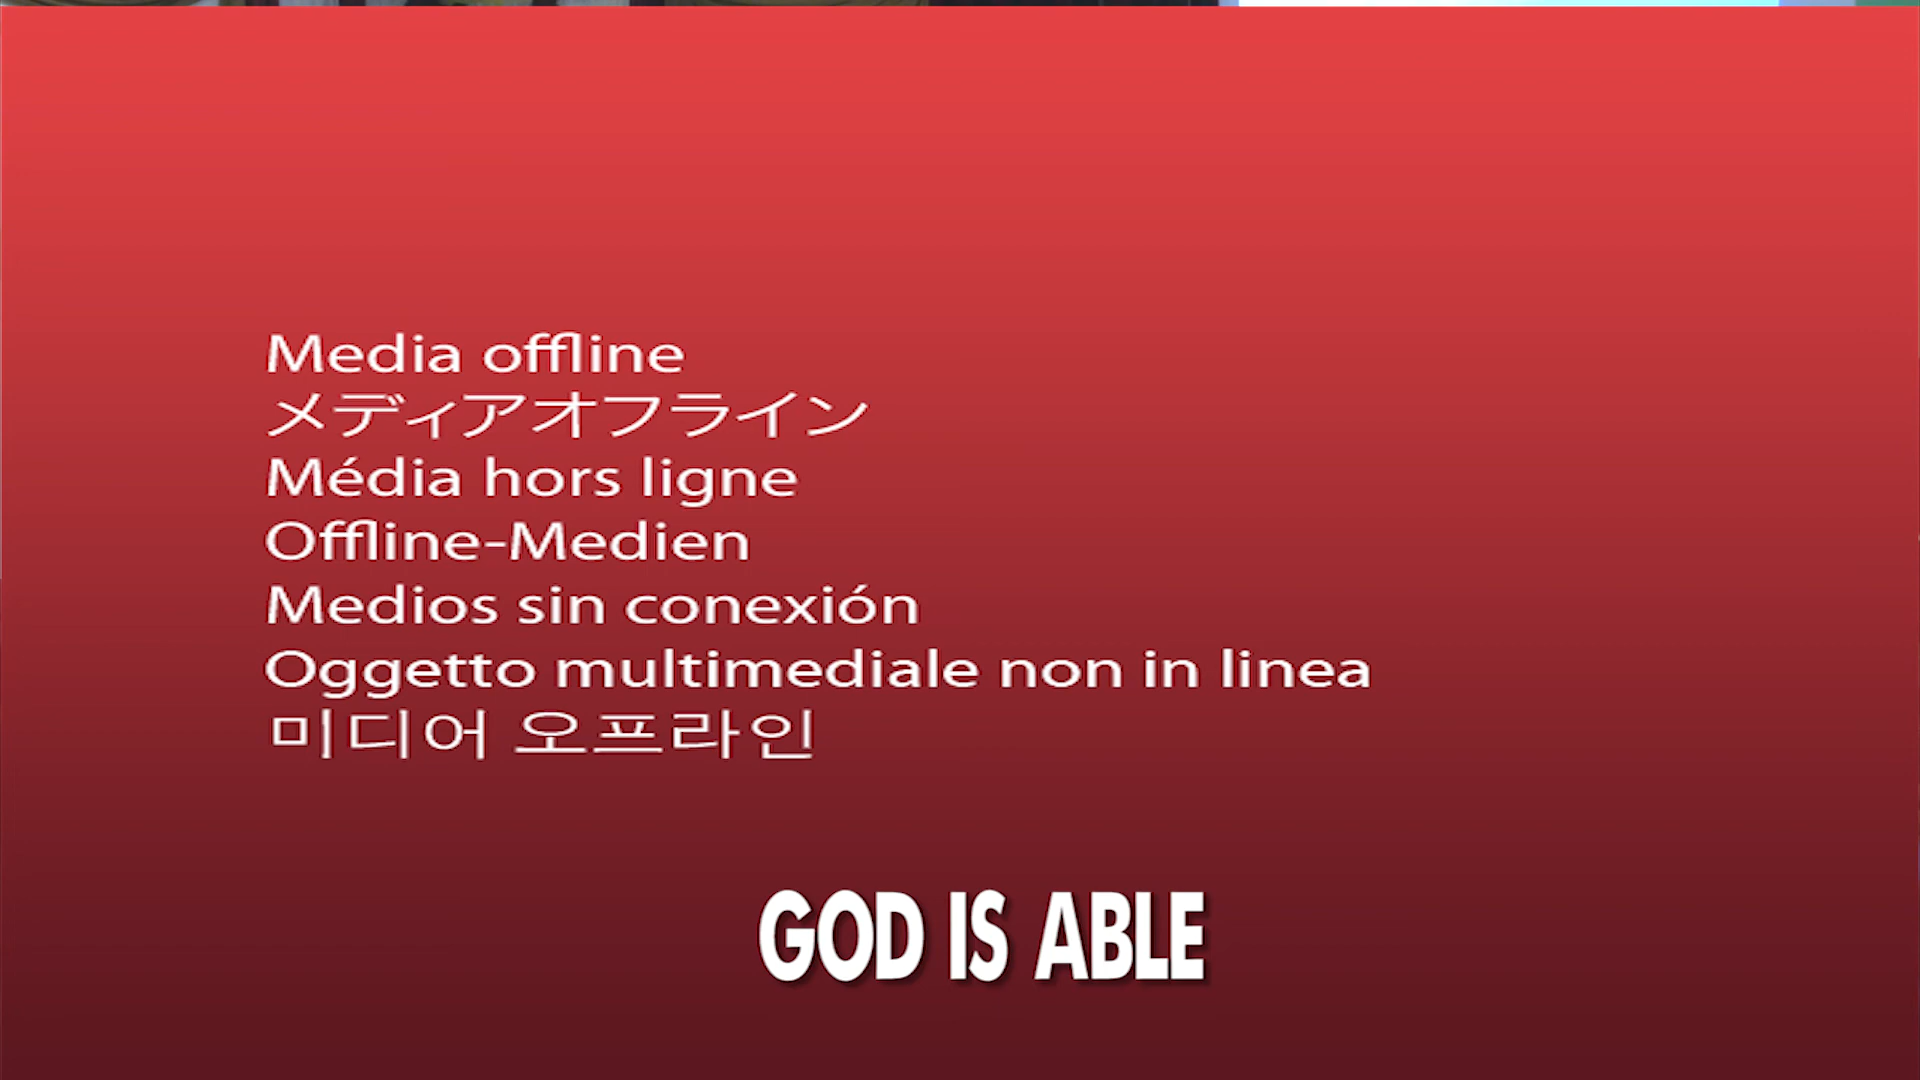 Media offline
メディアオフライン
Média hors ligne
Offline-Medien
Medios sin conexión
Oggetto multimediale non in linea
미디어 오프라인
GOD IS ABLE